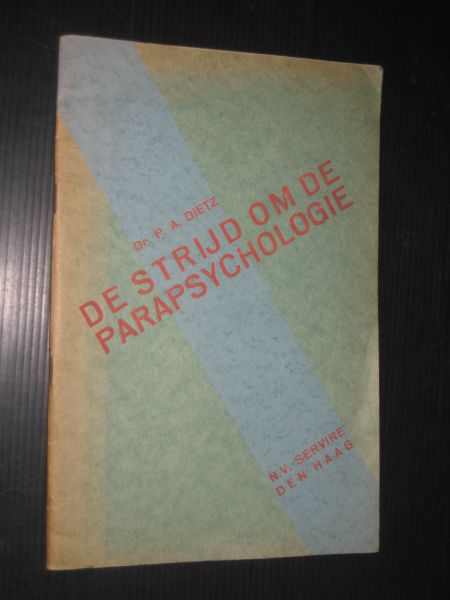 Dr. P. A. DIETZ
DE STRIJD OM DE
PARAPSYCHOLOGIE
N.V. SERVIRE
DEN HAAG